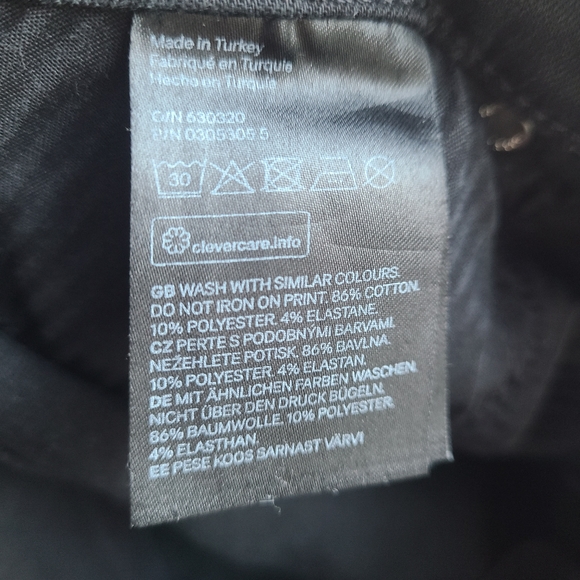 Made in Turkey
Fabriqué en Turquie
Hecho en Turquie
O/N 630320
P/N 0305305 5
30
clevercare.info
GB WASH WITH SIMILAR COLOURS.
DO NOT IRON ON PRINT. 86% COTTON.
10% POLYESTER. 4% ELASTANE.
CZ PERTE S PODOBNÝMI BARVAMI.
NEŽEHLETE POTISK. 86% BAVLNA.
10% POLYESTER. 4% ELASTAN.
DE MIT ÄHNLICHEN FARBEN WASCHEN.
NICHT ÜBER DEN DRUCK BÜGELN.
86% BAUMWOLLE. 10% POLYESTER.
4% ELASTHAN.
EE PESE KOOS SARNAST VÄRVI